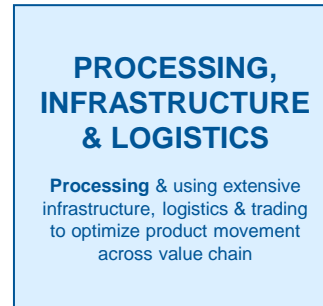 PROCESSING,
INFRASTRUCTURE
& LOGISTICS
Processing & using extensive
infrastructure, logistics & trading
to optimize product movement
across value chain